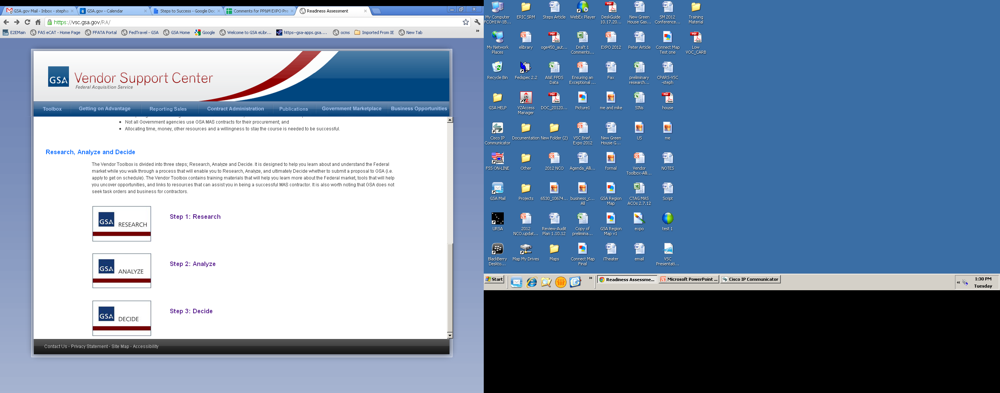 GSA.gov Mail - Inbox - stepha
GSA.gov - Calendar
Steps to Success - Google Doc
Comments for PP&M EXPO Pre
Readiness Assessment
https://vsc.gsa.gov/RA/
E2EMain
FAS eCAT - Home Page
FFATA Portal
FedTravel - GSA
GSA Home
Google
Welcome to GSA eLibr...
https--gsa-apps.gsa....
ocms
Imported From IE
New Tab
GSA Vendor Support Center
Federal Acquisition Service
Toolbox
Getting on Advantage
Reporting Sales
Contract Administration
Publications
Government Marketplace
Business Opportunities
• Not all Government agencies use GSA MAS contracts for their procurement; and
• Allocating time, money, other resources and a willingness to stay the course is needed to be successful.
Research, Analyze and Decide
The Vendor Toolbox is divided into three steps; Research, Analyze and Decide. It is designed to help you learn about and understand the Federal
market while you walk through a process that will enable you to Research, Analyze, and ultimately Decide whether to submit a proposal to GSA (i.e.
apply to get on schedule). The Vendor Toolbox contains training materials that will help you learn more about the Federal market, tools that will help
you uncover opportunities, and links to resources that can assist you in being a successful MAS contractor. It is also worth noting that GSA does not
seek task orders and business for contractors.
GSA RESEARCH
Step 1: Research
GSA ANALYZE
Step 2: Analyze
GSA DECIDE
Step 3: Decide
Contact Us - Privacy Statement - Site Map - Accessibility
My Computer
FCOH1W-1B...
ERIC SRM
Steps Article
WebEx Player
DeskGuide
10.17.20...
New Green
House Gas...
SM 2012
Conference...
Training
Material
My Network
Places
elibrary
oge450_aut...
Draft 1
Comments...
EXPO 2012
Peter Article
Connect Map
Test one
Low
VOC_CARB
Recycle Bin
Fedspec 2.2
A&E FPDS
Data
Ensuring an
Exceptional ...
Fax
preliminary
research...
CPARS-VSC
-steph
GSA HELP
VZAccess
Manager
DOC_20120...
Picture1
me and mike
SINs
house
Cisco IP
Communicator
Documentation
New Folder (2)
VSC Brief.
Expo 2012
New Green
House G...
US
me
FSS ON-LINE
Other
2012 NCO
Agenda_Alli...
formal
Vendor
Toolbox-Alli...
NOTES
GSA Mail
Projects
6530_10674...
business_c...
All
GSA Region
Map
CTAG MAS
ACOs 2.7.12
Script
URSA
2012
NCO.updat...
Review-Audit
Plan 1.10.12
Copy of
prelimina...
GSA Region
Map v1
expo
test 1
BlackBerry
Deskto...
Map My Drives
Maps
Connect Map
Final
iTheater
email
VSC
Presentati...
Start
Readiness Assessme...
Microsoft PowerPoint ...
Cisco IP Communicator
1:30 PM
Tuesday